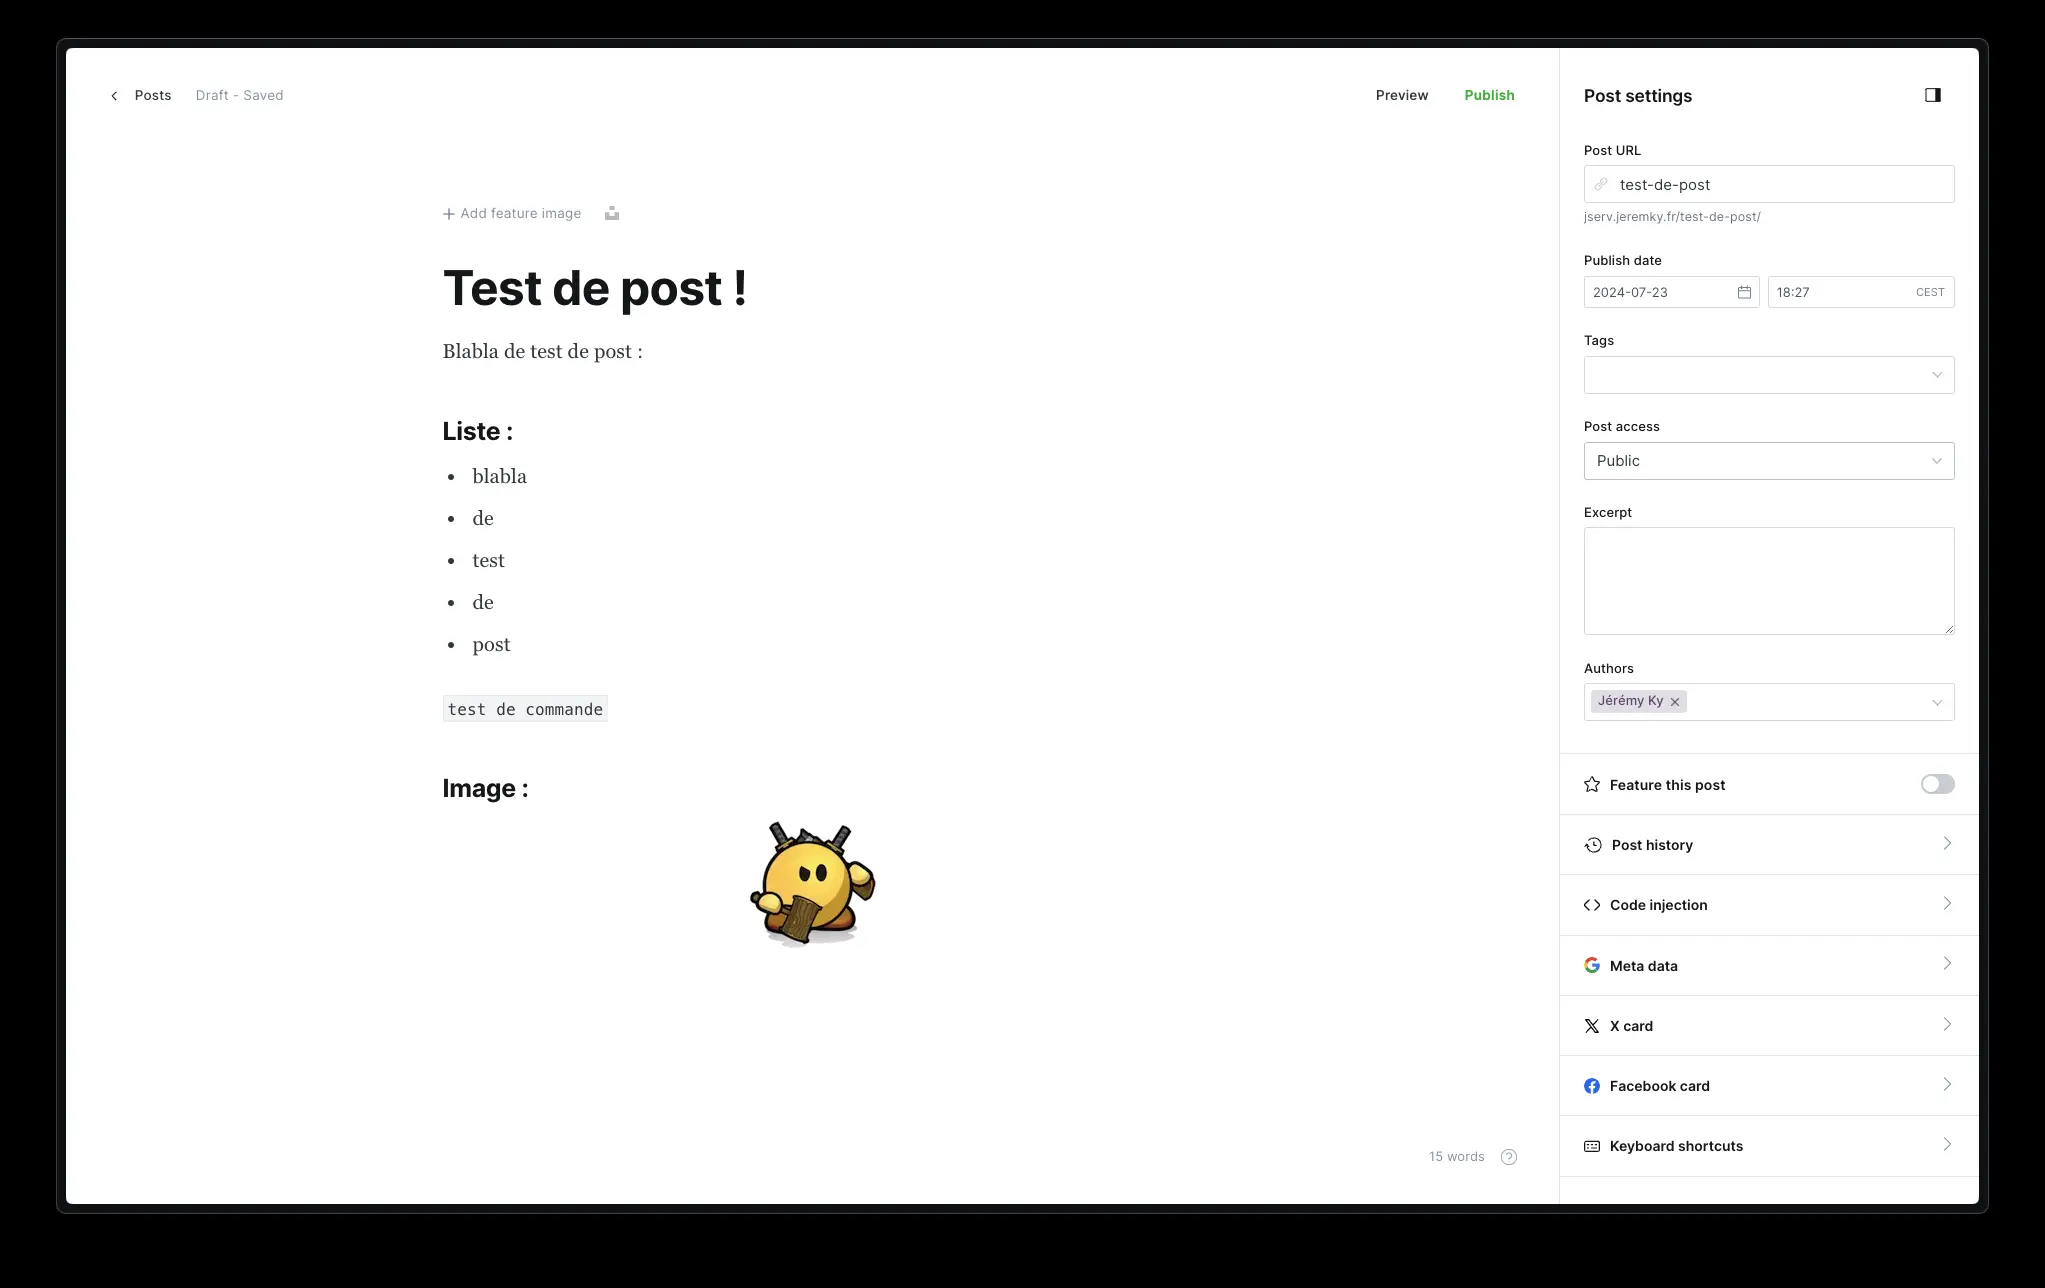 Posts Draft - Saved Preview Publish
Add feature image
Test de post !
Blabla de test de post :
Liste :
blabla
de
test
de
post
test de commande
Image :
15 words
Post settings
Post URL
test-de-post
jserv.jeremky.fr/test-de-post/
Publish date
2024-07-23 18:27 CEST
Tags
Post access
Public
Excerpt
Authors
Jérémy Ky
Feature this post
Post history
Code injection
Meta data
X card
Facebook card
Keyboard shortcuts